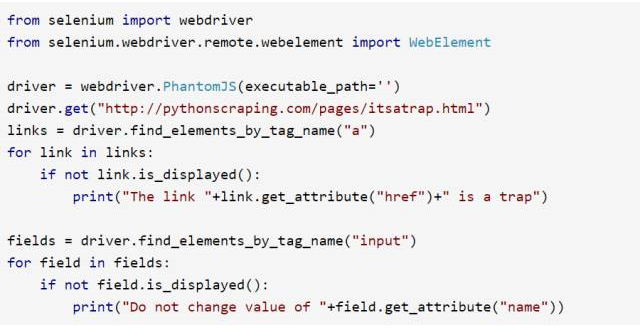 from selenium import webdriver
from selenium.webdriver.remote.webelement import WebElement

driver = webdriver.PhantomJS(executable_path='')
driver.get("http://pythonscraping.com/pages/itsatrap.html")
links = driver.find_elements_by_tag_name("a")
for link in links:
    if not link.is_displayed():
        print("The link "+link.get_attribute("href")+" is a trap")

fields = driver.find_elements_by_tag_name("input")
for field in fields:
    if not field.is_displayed():
        print("Do not change value of "+field.get_attribute("name"))